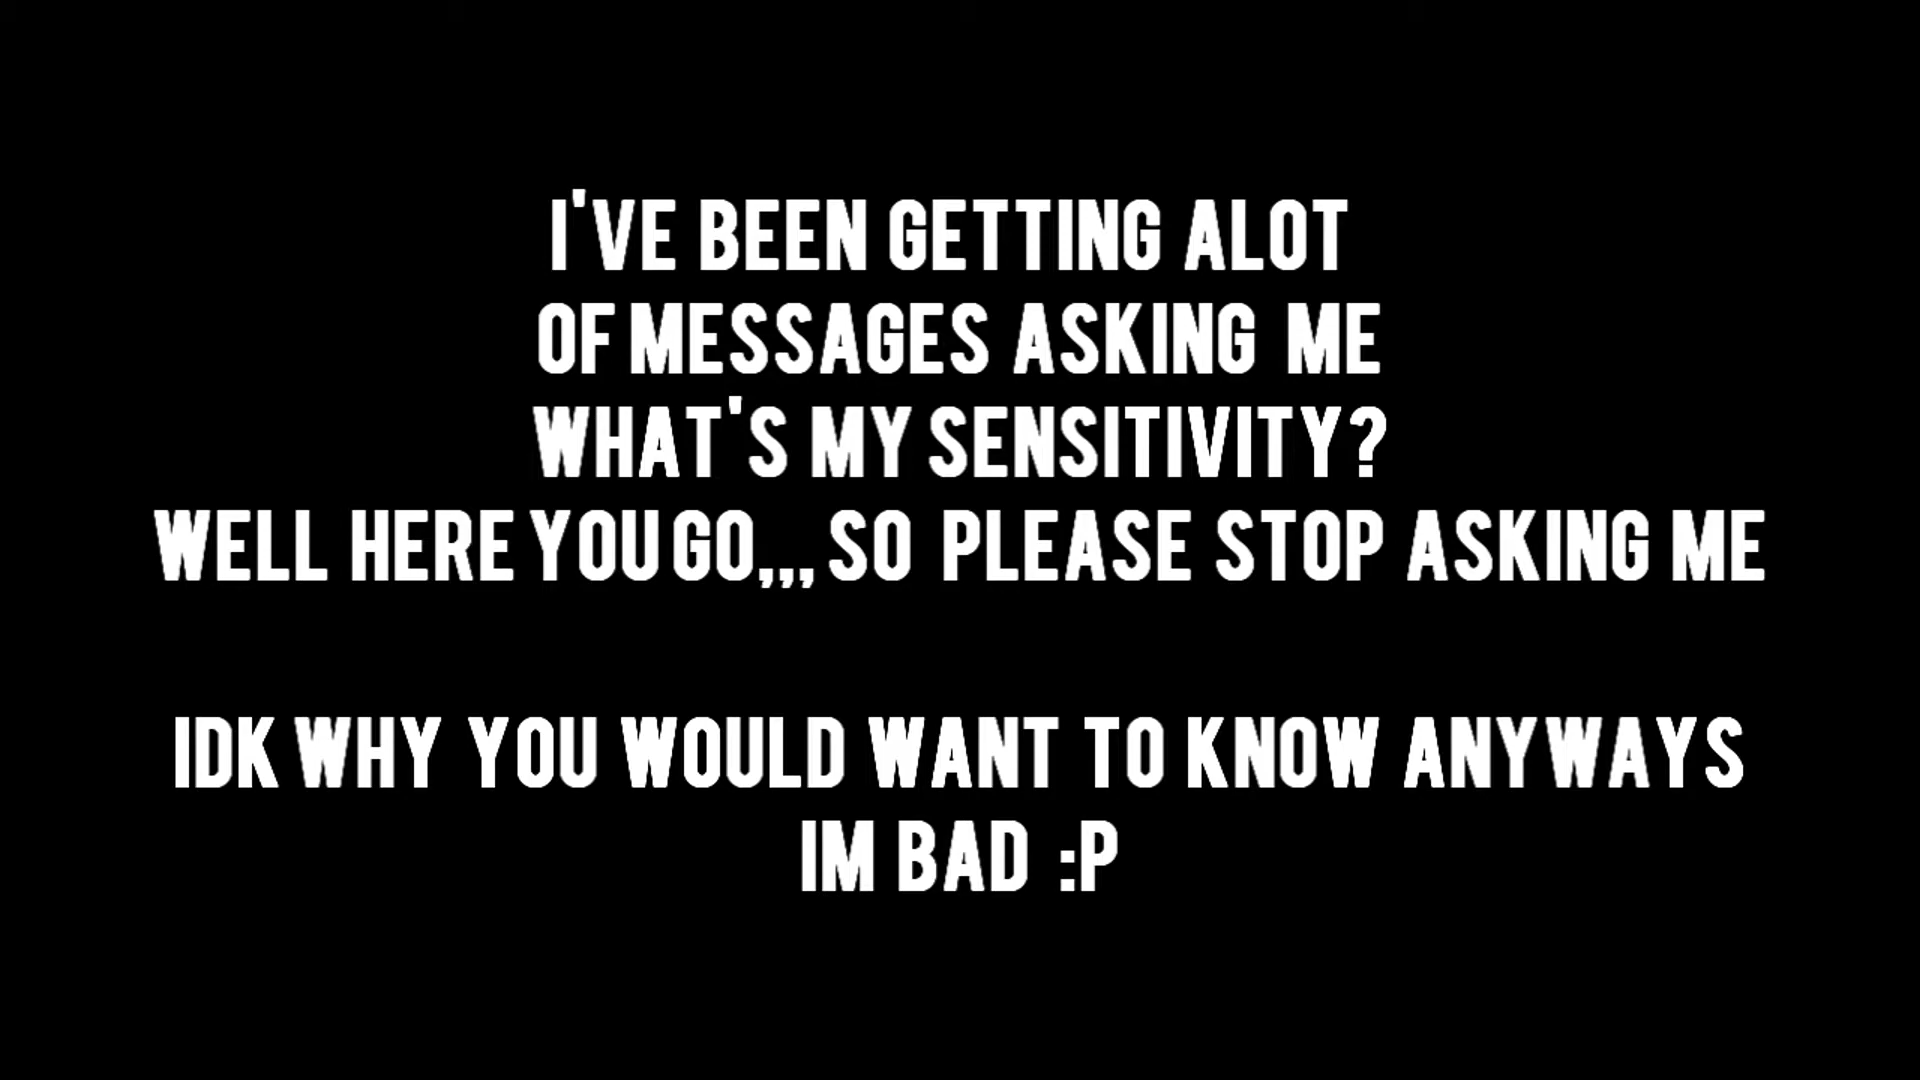 I'VE BEEN GETTING ALOT
OF MESSAGES ASKING ME
WHAT'S MY SENSITIVITY?
WELL HERE YOU GO,,, SO PLEASE STOP ASKING ME
IDK WHY YOU WOULD WANT TO KNOW ANYWAYS
IM BAD :P